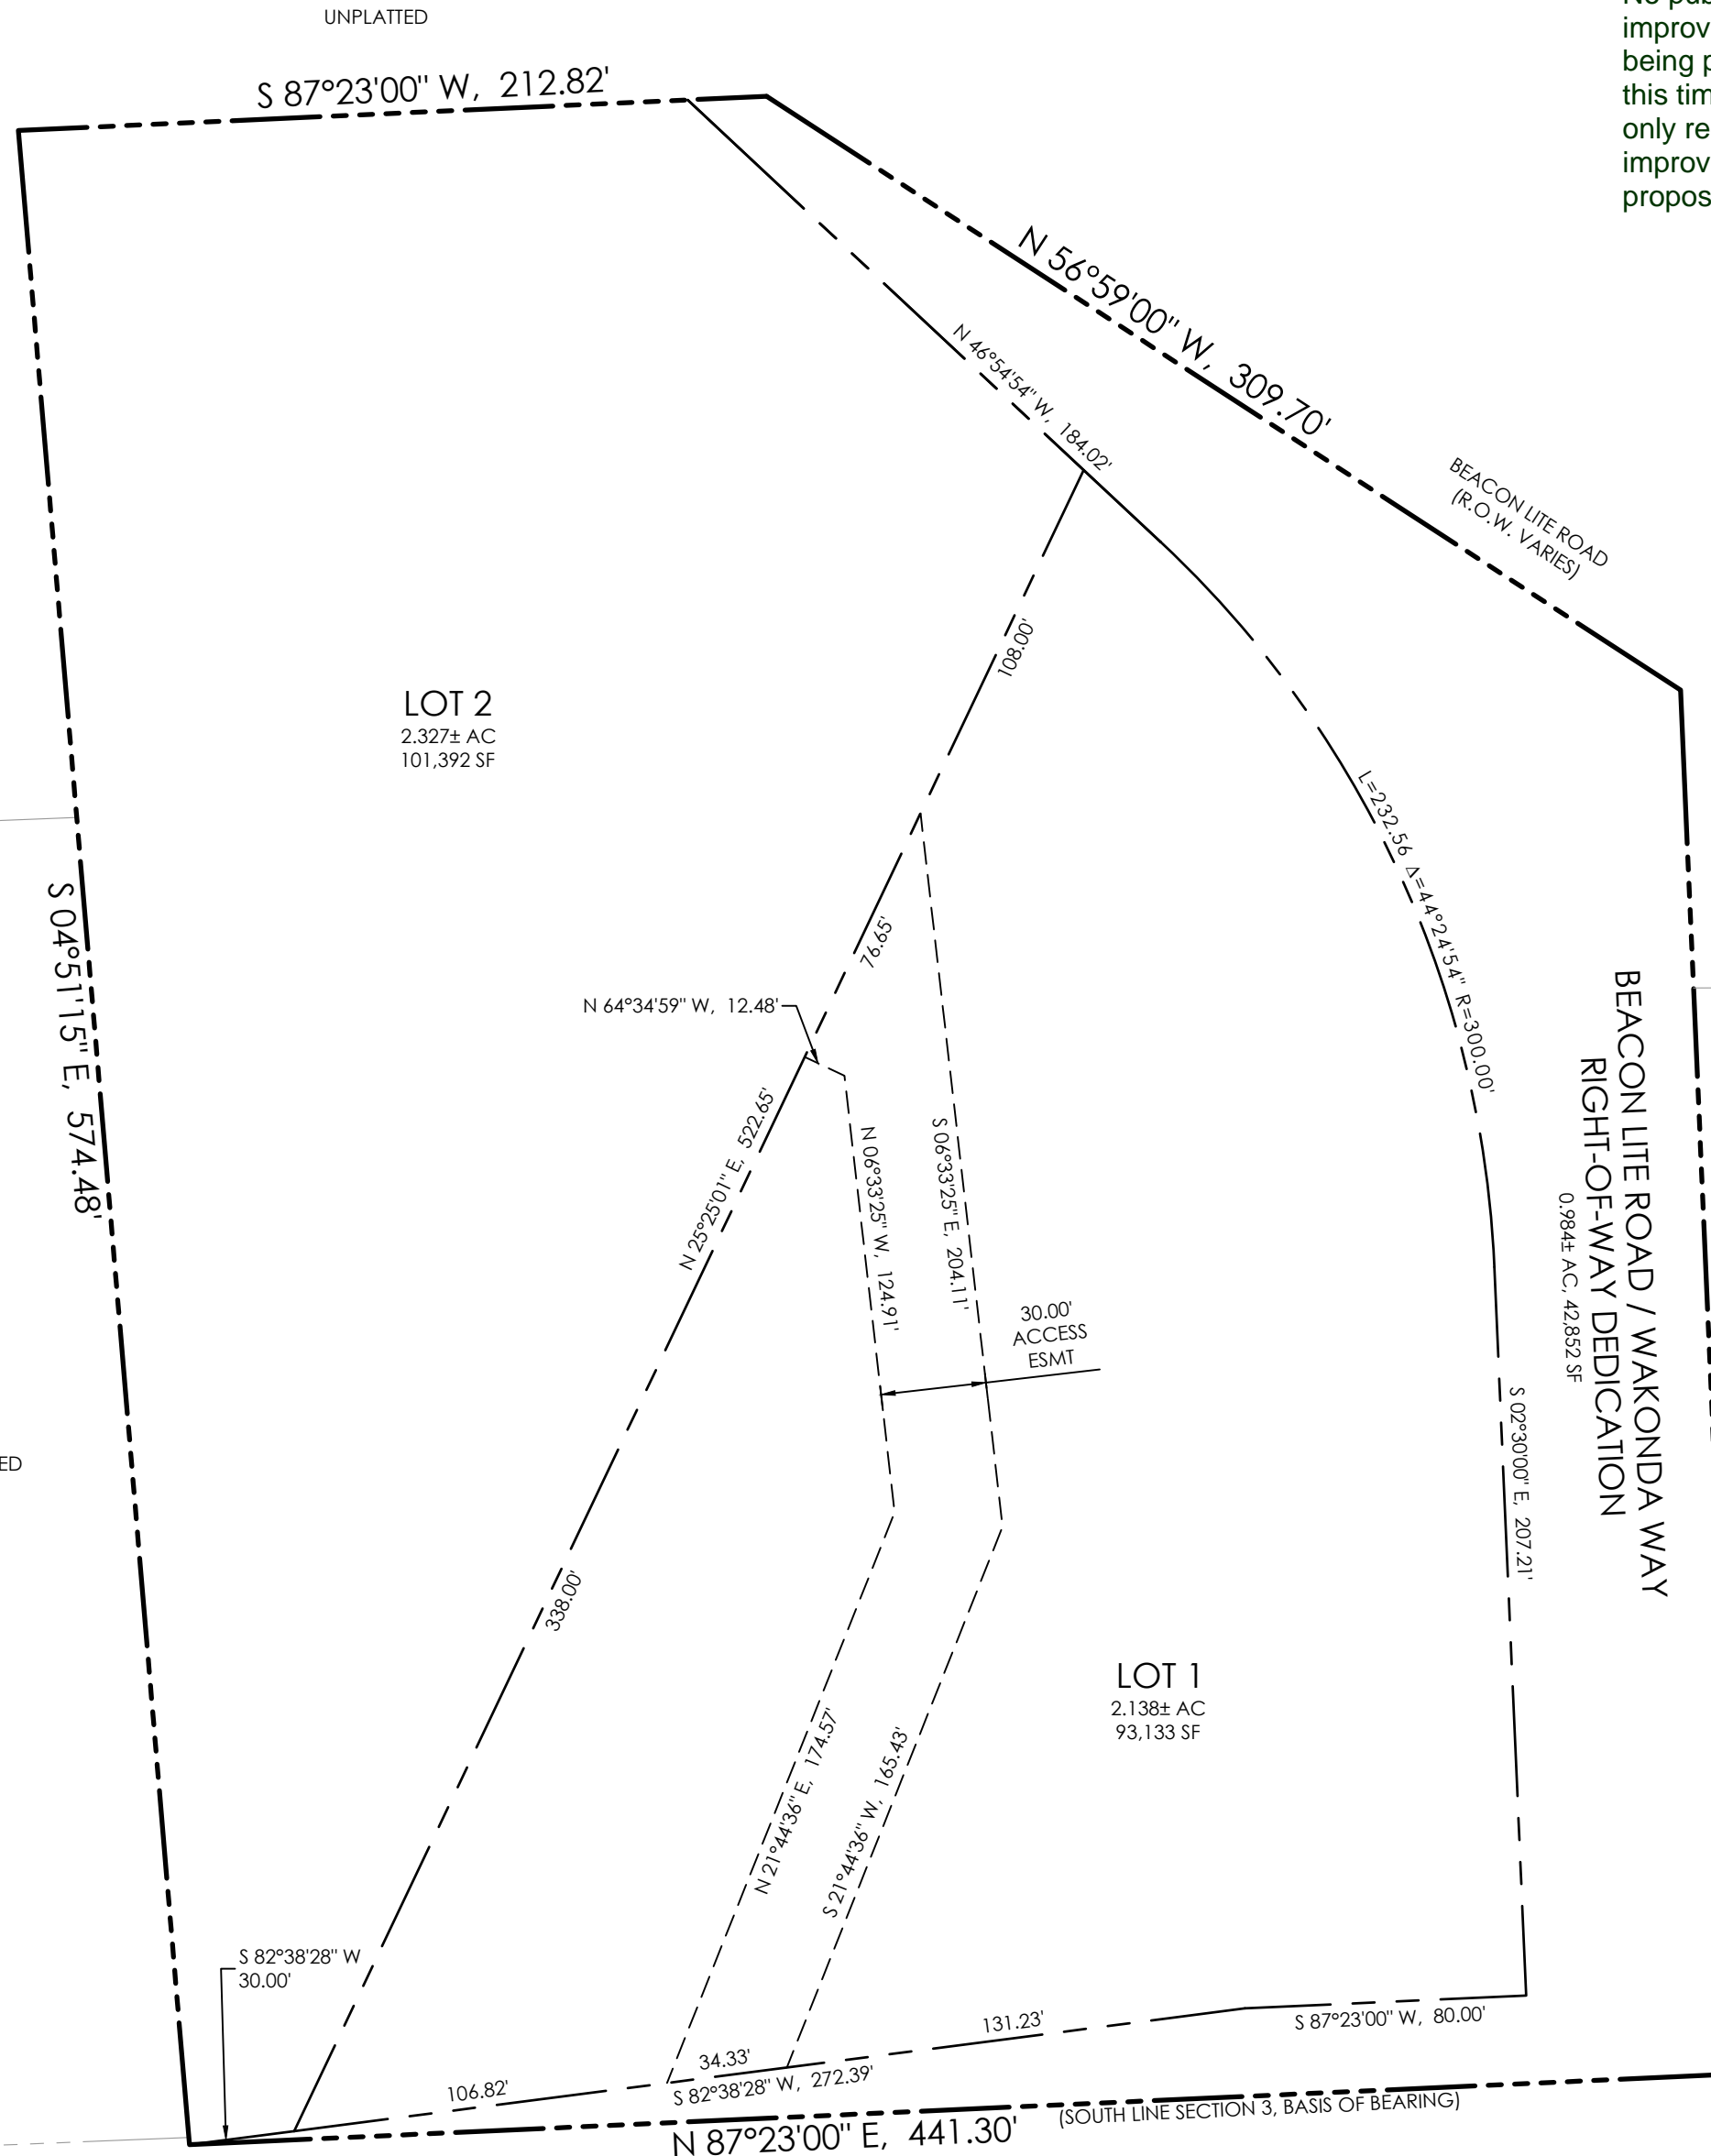 UNPLATTED
improv
being p
this tim
only re
improv
propos
S 87°23'00" W, 212.82'
N 56°59'00" W, 309.70'
N 46°54'54" W, 184.02'
BEACON LITE ROAD
(R.O.W. VARIES)
108.00'
LOT 2
2.327± AC
101,392 SF
L=232.56 Δ=44°24'54" R=300.00'
S 04°51'15" E, 574.48'
76.65'
N 64°34'59" W, 12.48'
BEACON LITE ROAD / WAKONDA WAY
RIGHT-OF-WAY DEDICATION
0.984± AC, 42,852 SF
N 25°25'01" E, 522.65'
N 06°33'25" W, 124.91'
S 06°33'25" E, 204.11'
30.00'
ACCESS
ESMT
ED
S 02°30'00" E, 207.21'
338.00'
LOT 1
2.138± AC
93,133 SF
N 21°44'36" E, 174.57'
S 21°44'36" W, 165.43'
S 82°38'28" W
30.00'
131.23'
S 87°23'00" W, 80.00'
34.33'
106.82'
S 82°38'28" W, 272.39'
(SOUTH LINE SECTION 3, BASIS OF BEARING)
N 87°23'00" E, 441.30'